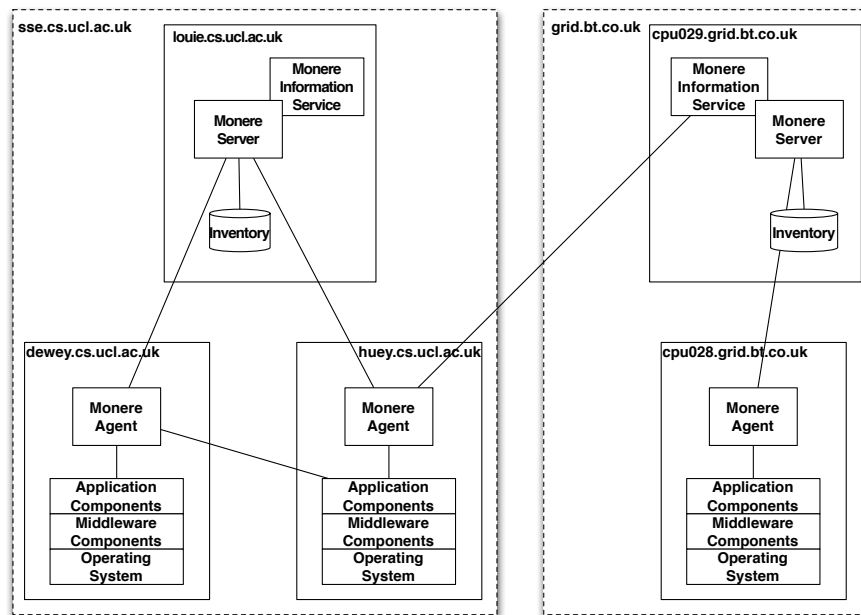 sse.cs.ucl.ac.uk
louie.cs.ucl.ac.uk
Monere
Information
Service
Monere
Server
Inventory
dewey.cs.ucl.ac.uk
Monere
Agent
Application
Components
Middleware
Components
Operating
System
huey.cs.ucl.ac.uk
Monere
Agent
Application
Components
Middleware
Components
Operating
System
grid.bt.co.uk
cpu029.grid.bt.co.uk
Monere
Information
Service
Monere
Server
Inventory
cpu028.grid.bt.co.uk
Monere
Agent
Application
Components
Middleware
Components
Operating
System